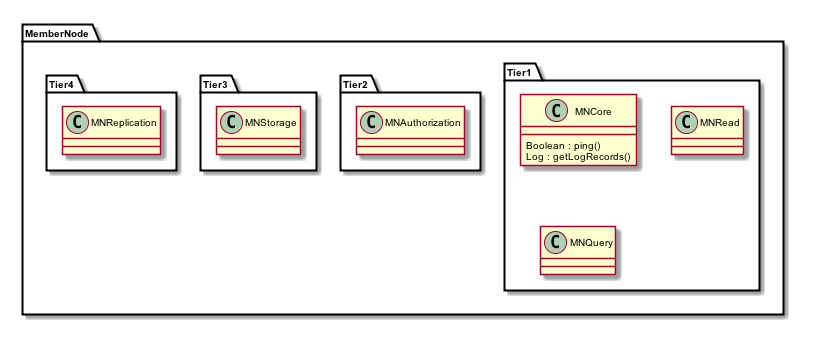 MemberNode
Tier4
C MNReplication
Tier3
C MNStorage
Tier2
C MNAuthorization
Tier1
C MNCore
Boolean : ping()
Log : getLogRecords()
C MNRead
C MNQuery